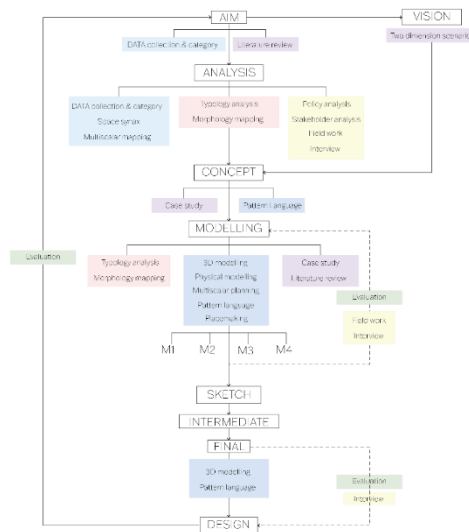 AIM
VISION
DATA collection & category
Literature review
Two-dimension scenario
ANALYSIS
DATA collection & category
Space synax
Multiscalar mapping
Typology analysis
Morphology mapping
Policy analysis
Stakeholder analysis
Field work
Interview
CONCEPT
Case study
Pattern Language
MODELLING
Evaluation
Typology analysis
Morphology mapping
3D modelling
Physical modelling
Multiscalar planning
Pattern language
Placemaking
Case study
Literature review
Evaluation
Field work
Interview
M1
M2
M3
M4
SKETCH
INTERMEDIATE
FINAL
3D modelling
Pattern language
Evaluation
Interview
DESIGN